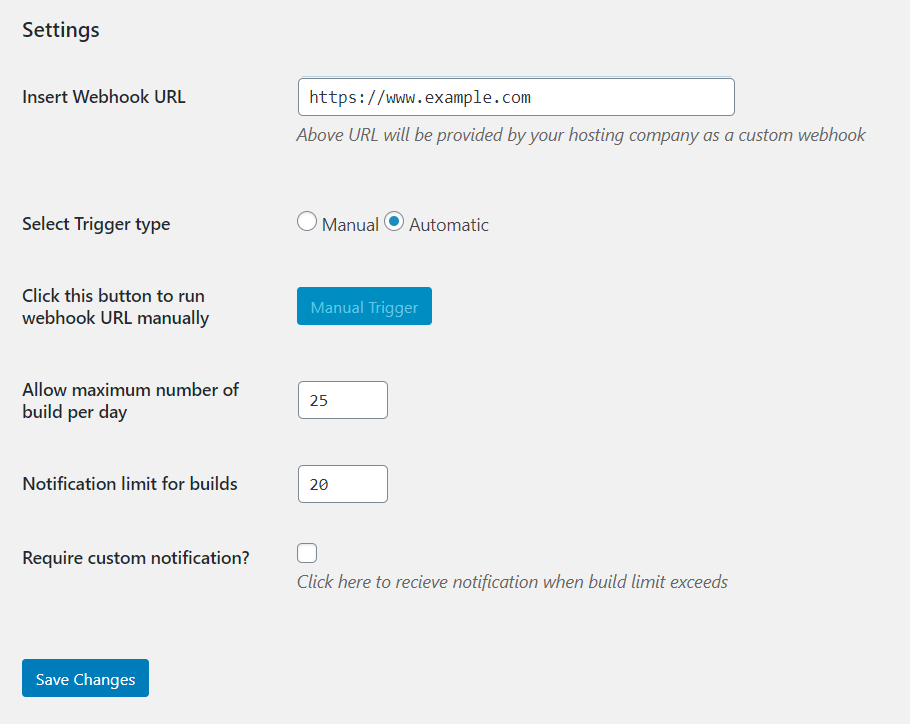 Settings
Insert Webhook URL
https://www.example.com
Above URL will be provided by your hosting company as a custom webhook
Select Trigger type
Manual Automatic
Click this button to run
webhook URL manually
Manual Trigger
Allow maximum number of
build per day
25
Notification limit for builds
20
Require custom notification?
Click here to recieve notification when build limit exceeds
Save Changes